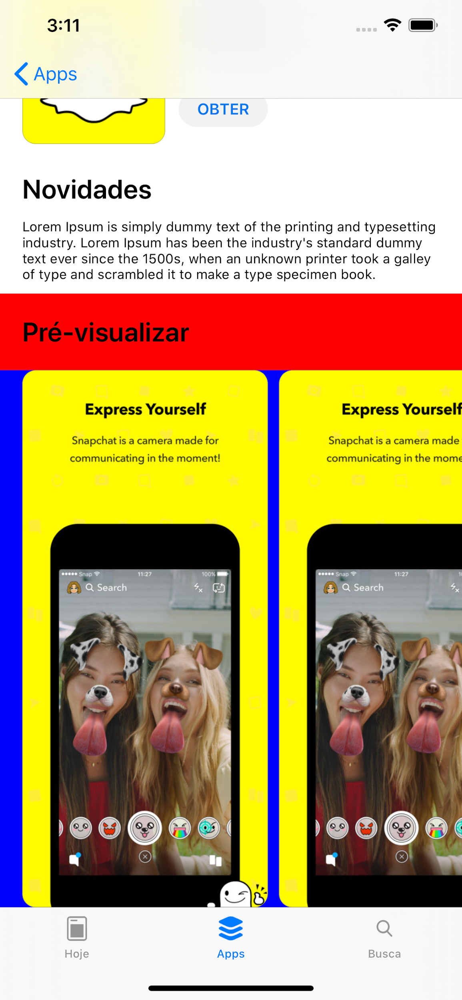 3:11
Apps
OBTER
Novidades
Lorem Ipsum is simply dummy text of the printing and typesetting
industry. Lorem Ipsum has been the industry's standard dummy
text ever since the 1500s, when an unknown printer took a galley
of type and scrambled it to make a type specimen book.
Pré-visualizar
Express Yourself
Snapchat is a camera made for
communicating in the moment!
Snap 11:27 100%
Search
Express Yourself
Snapchat is a camera made
communicating in the mome
Snap 11:27
Search
Hoje
Apps
Busca